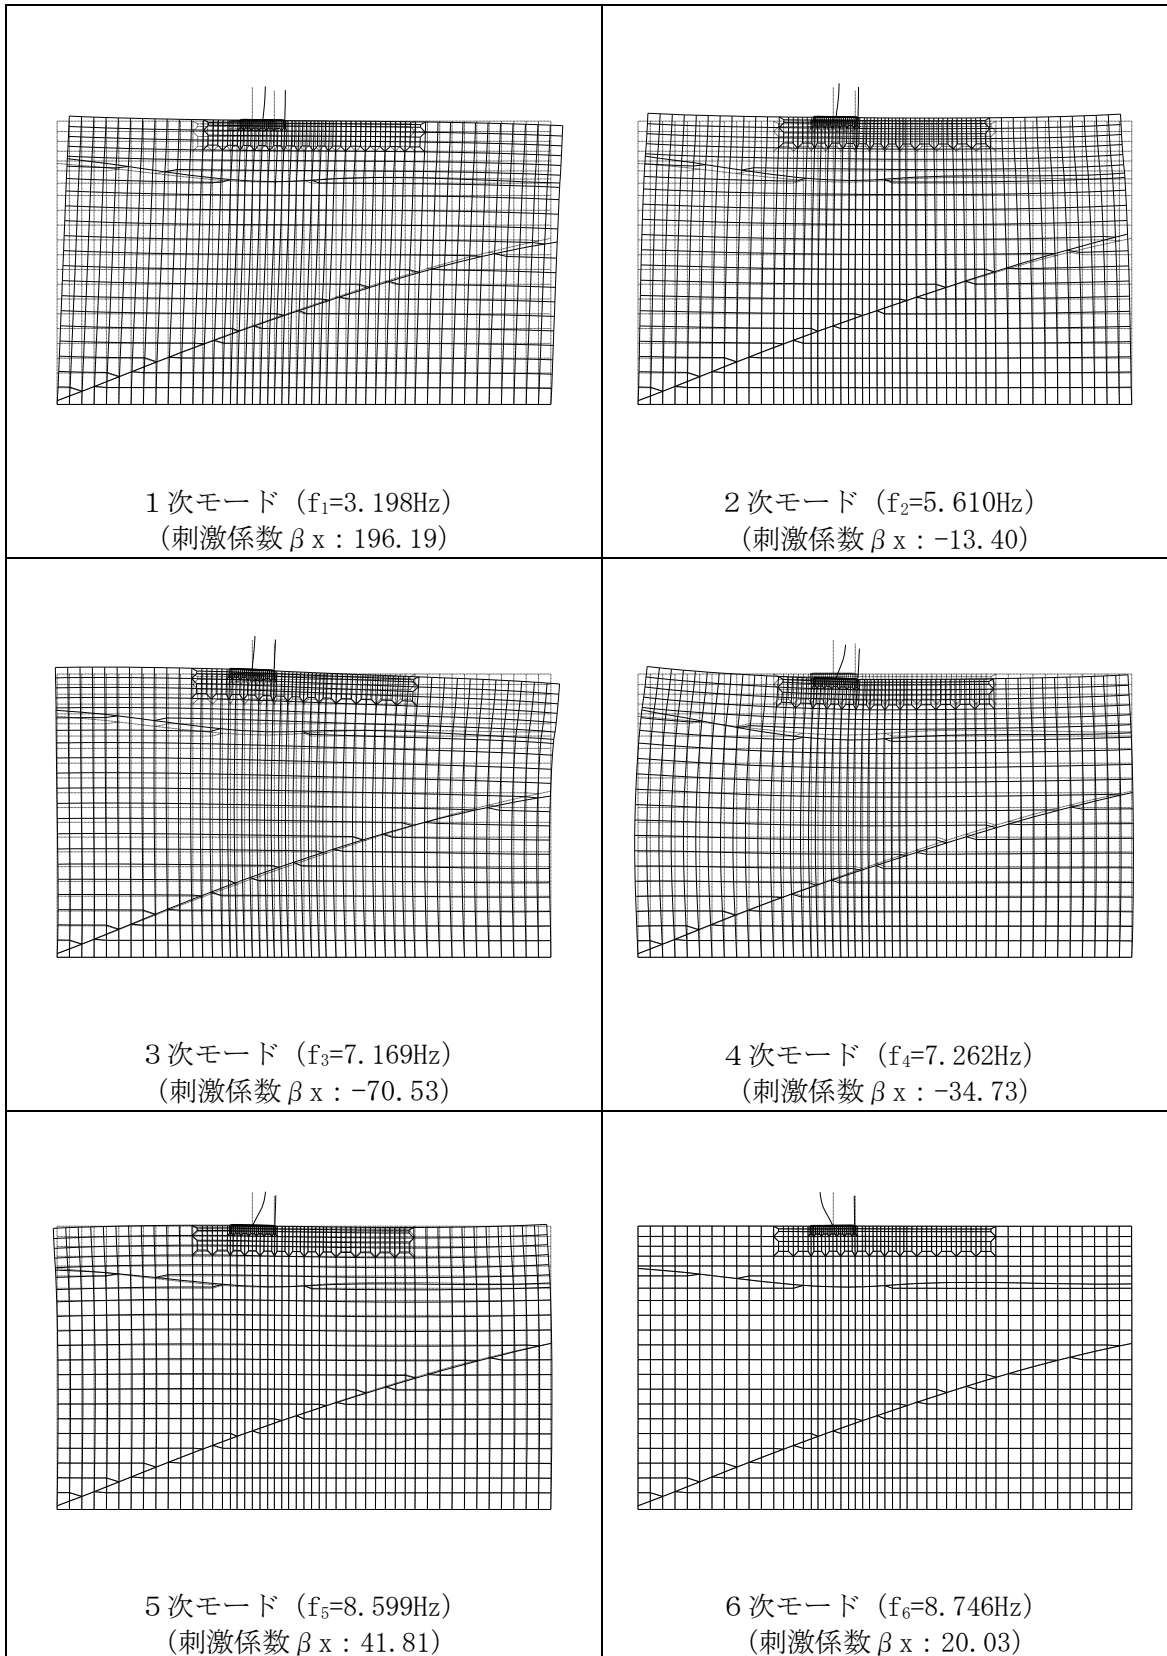 1次モード（f₁=3.198Hz）
（刺激係数βx：196.19）
2次モード（f₂=5.610Hz）
（刺激係数βx：-13.40）
3次モード（f₃=7.169Hz）
（刺激係数βx：-70.53）
4次モード（f₄=7.262Hz）
（刺激係数βx：-34.73）
5次モード（f₅=8.599Hz）
（刺激係数βx：41.81）
6次モード（f₆=8.746Hz）
（刺激係数βx：20.03）